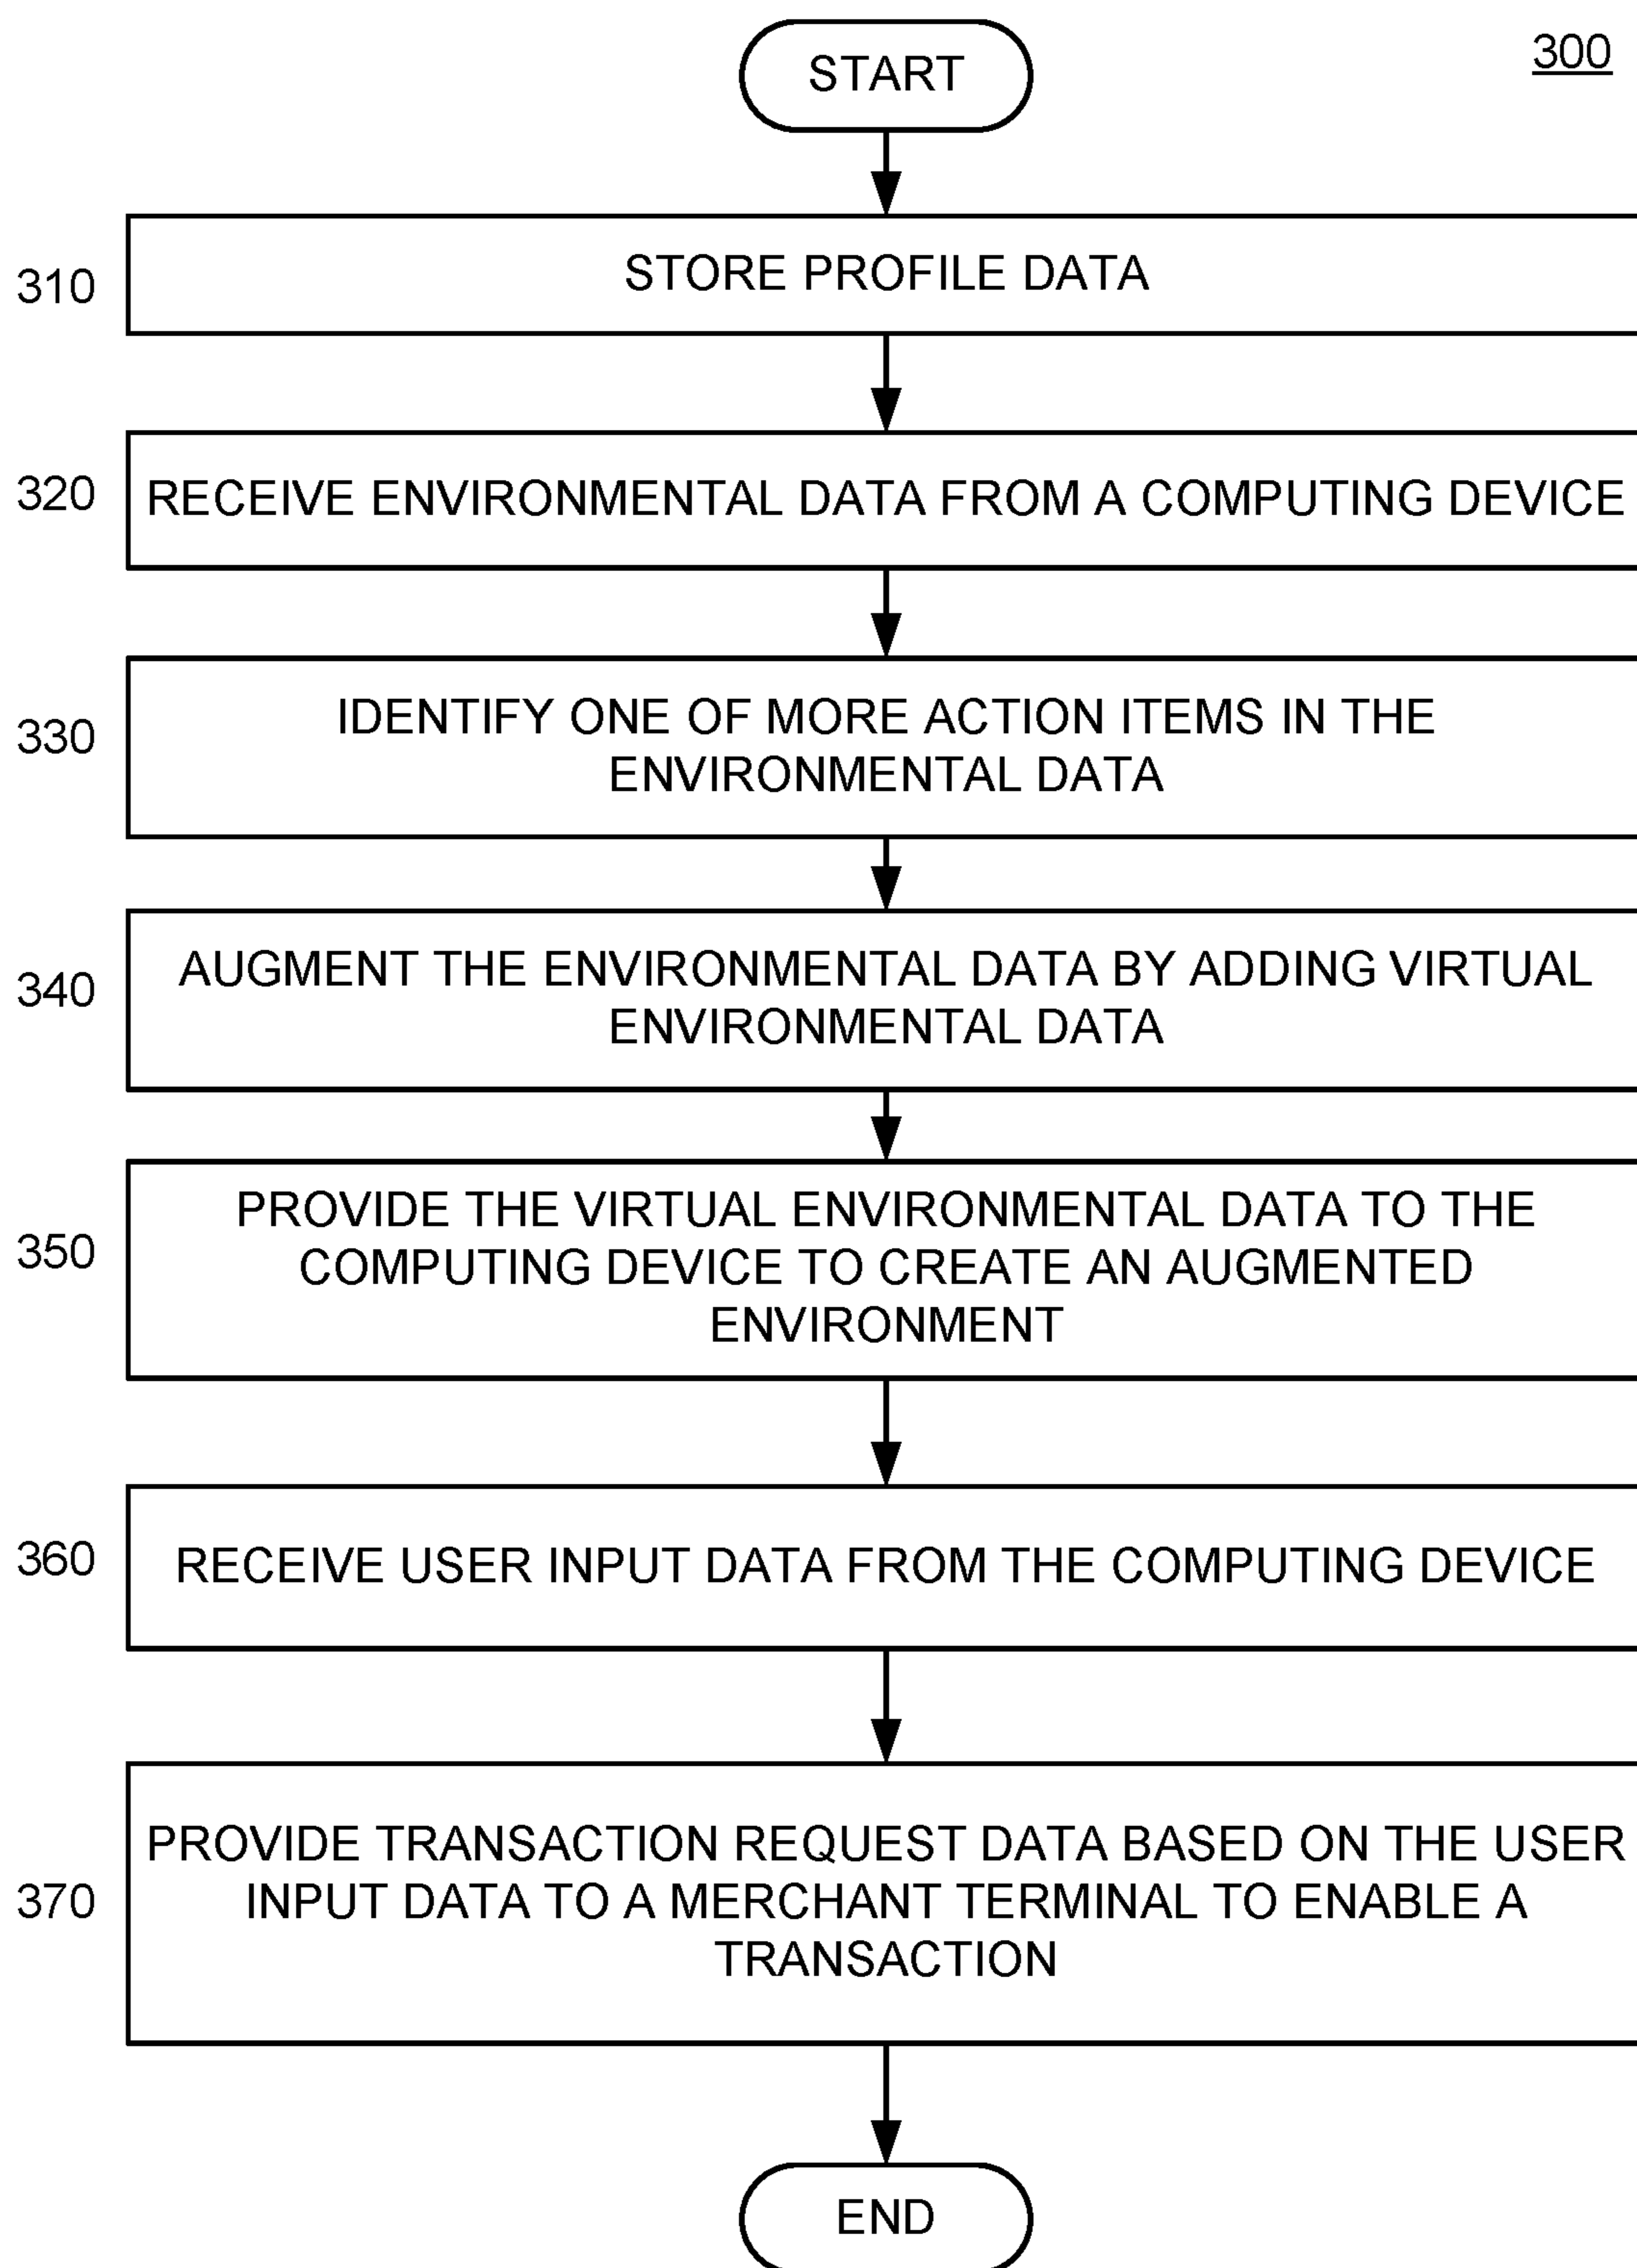 START
300
310
STORE PROFILE DATA
320
RECEIVE ENVIRONMENTAL DATA FROM A COMPUTING DEVICE
330
IDENTIFY ONE OF MORE ACTION ITEMS IN THE
ENVIRONMENTAL DATA
340
AUGMENT THE ENVIRONMENTAL DATA BY ADDING VIRTUAL
ENVIRONMENTAL DATA
350
PROVIDE THE VIRTUAL ENVIRONMENTAL DATA TO THE
COMPUTING DEVICE TO CREATE AN AUGMENTED
ENVIRONMENT
360
RECEIVE USER INPUT DATA FROM THE COMPUTING DEVICE
370
PROVIDE TRANSACTION REQUEST DATA BASED ON THE USER
INPUT DATA TO A MERCHANT TERMINAL TO ENABLE A
TRANSACTION
END